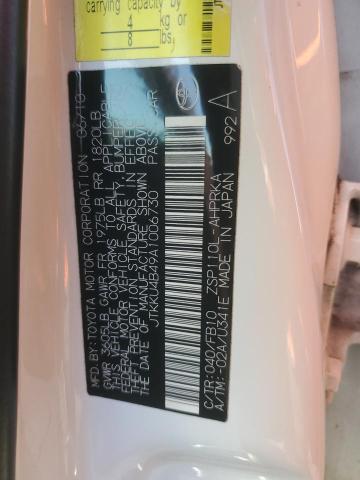 carrying capacity by
4
kg or
8
lbs.
MFD. BY: TOYOTA MOTOR CORPORATION 06/10
GVWR 3605LB GAWR FR 1975LB RR 1820LB
THIS VEHICLE CONFORMS TO ALL APPLICABLE
FEDERAL MOTOR VEHICLE SAFETY, BUMPER, AND
THEFT PREVENTION STANDARDS IN EFFECT ON THE
DATE OF MANUFACTURE SHOWN ABOVE.
JTKKU4B49A1006730 PASS. CAR
C/TR: 040/FB10 ZSP110L-AHPRKA
A/TM: -02A/U341E MADE IN JAPAN
992 A